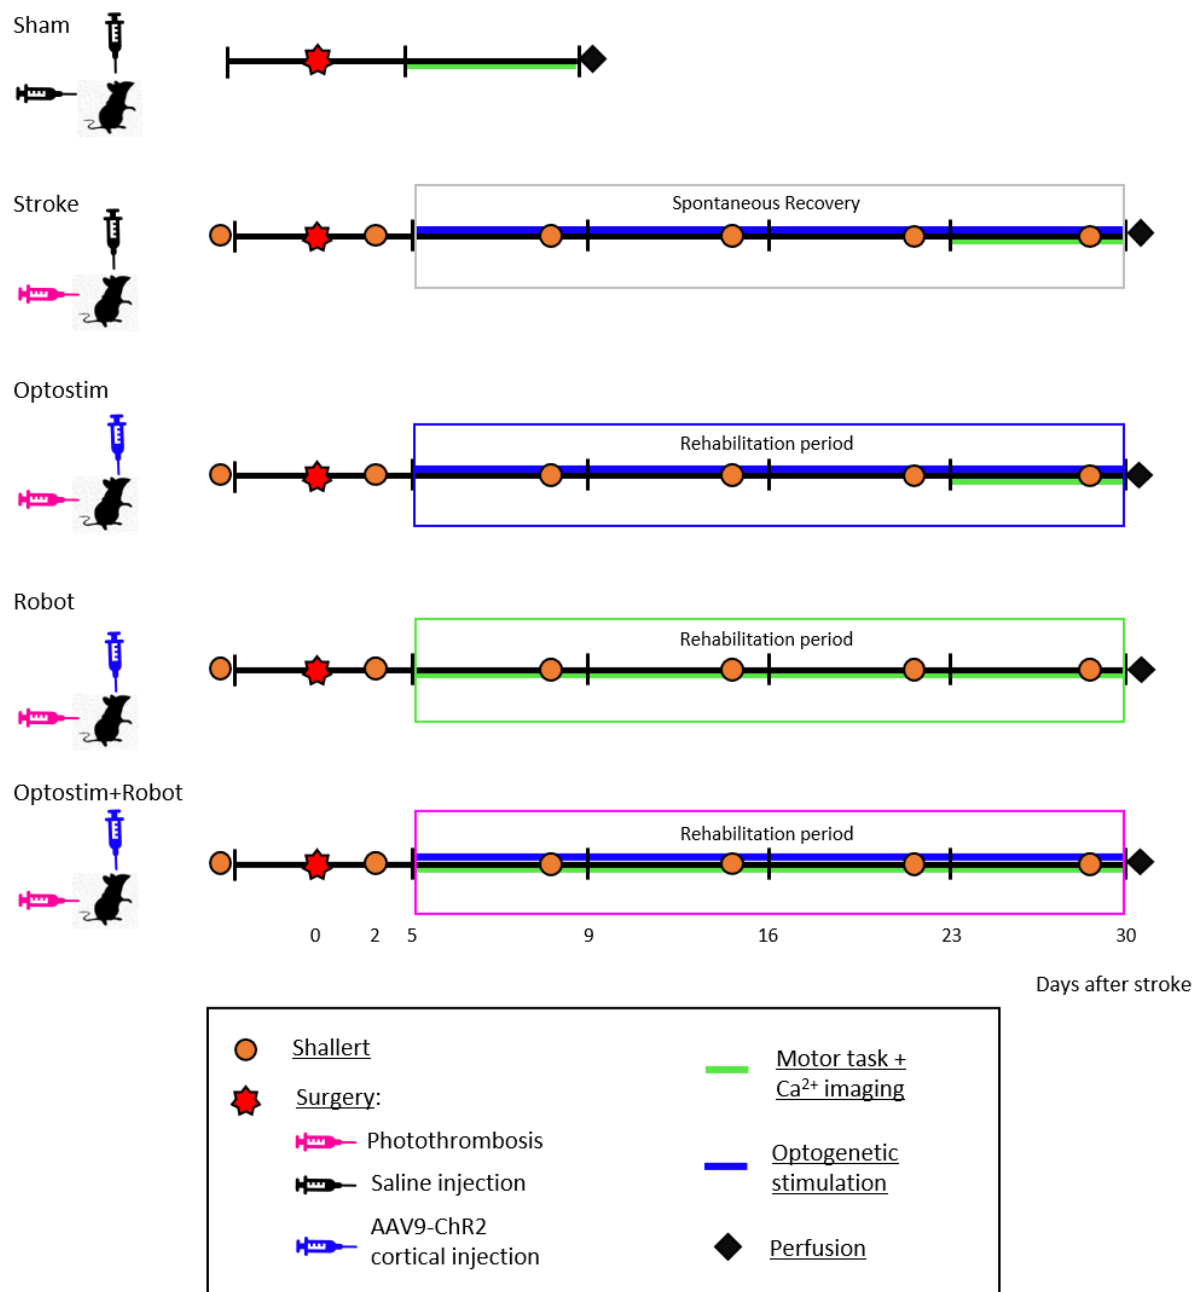 Sham
Stroke
Spontaneous Recovery
Optostim
Rehabilitation period
Robot
Rehabilitation period
Optostim+Robot
Rehabilitation period
0 2 5 9 16 23 30
Days after stroke
Shallert
Surgery:
Photothrombosis
Saline injection
AAV9-ChR2
cortical injection
Motor task +
Ca²⁺ imaging
Optogenetic
stimulation
Perfusion